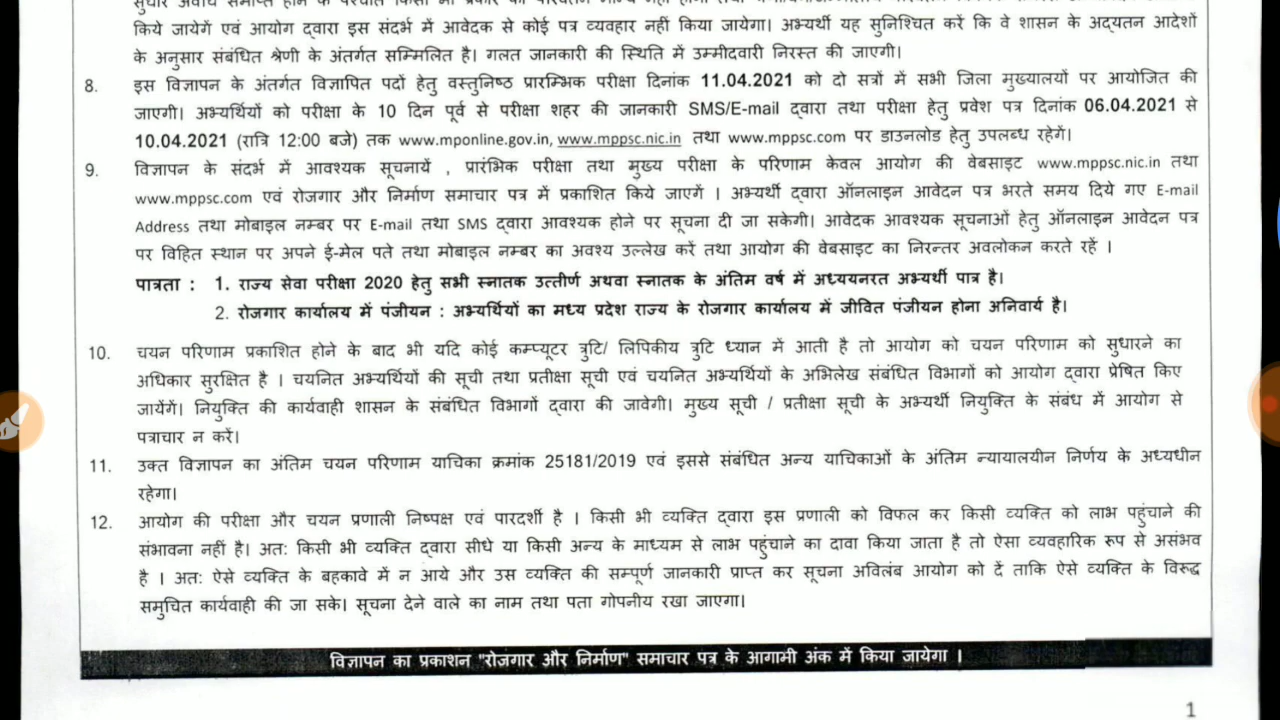 किये जायेगें एवं आयोग द्वारा इस संदर्भ में आवेदक से कोई पत्र व्यवहार नहीं किया जायेगा। अभ्यर्थी यह सुनिश्चित करें कि वे शासन के अद्यतन आदेशों
के अनुसार संबंधित श्रेणी के अंतर्गत सम्मिलित है। गलत जानकारी की स्थिति में उम्मीदवारी निरस्त की जाएगी।
8. इस विज्ञापन के अंतर्गत विज्ञापित पदों हेतु वस्तुनिष्ठ प्रारम्भिक परीक्षा दिनांक 11.04.2021 को दो सत्रों में सभी जिला मुख्यालयों पर आयोजित की
जाएगी। अभ्यर्थियों को परीक्षा के 10 दिन पूर्व से परीक्षा शहर की जानकारी SMS/E-mail द्वारा तथा परीक्षा हेतु प्रवेश पत्र दिनांक 06.04.2021 से
10.04.2021 (रात्रि 12:00 बजे) तक www.mponline.gov.in, www.mppsc.nic.in तथा www.mppsc.com पर डाउनलोड हेतु उपलब्ध रहेगें।
9. विज्ञापन के संदर्भ में आवश्यक सूचनायें , प्रारंभिक परीक्षा तथा मुख्य परीक्षा के परिणाम केवल आयोग की वेबसाइट www.mppsc.nic.in तथा
www.mppsc.com एवं रोजगार और निर्माण समाचार पत्र में प्रकाशित किये जाएगें । अभ्यर्थी द्वारा ऑनलाइन आवेदन पत्र भरते समय दिये गए E-mail
Address तथा मोबाइल नम्बर पर E-mail तथा SMS द्वारा आवश्यक होने पर सूचना दी जा सकेगी। आवेदक आवश्यक सूचनाओं हेतु ऑनलाइन आवेदन पत्र
पर विहित स्थान पर अपने ई-मेल पते तथा मोबाइल नम्बर का अवश्य उल्लेख करें तथा आयोग की वेबसाइट का निरन्तर अवलोकन करते रहें ।
पात्रता : 1. राज्य सेवा परीक्षा 2020 हेतु सभी स्नातक उत्तीर्ण अथवा स्नातक के अंतिम वर्ष में अध्ययनरत अभ्यर्थी पात्र है।
2. रोजगार कार्यालय में पंजीयन : अभ्यर्थियों का मध्य प्रदेश राज्य के रोजगार कार्यालय में जीवित पंजीयन होना अनिवार्य है।
10. चयन परिणाम प्रकाशित होने के बाद भी यदि कोई कम्प्यूटर त्रुटि/ लिपिकीय त्रुटि ध्यान में आती है तो आयोग को चयन परिणाम को सुधारने का
अधिकार सुरक्षित है । चयनित अभ्यर्थियों की सूची तथा प्रतीक्षा सूची एवं चयनित अभ्यर्थियों के अभिलेख संबंधित विभागों को आयोग द्वारा प्रेषित किए
जायेंगें। नियुक्ति की कार्यवाही शासन के संबंधित विभागों द्वारा की जावेगी। मुख्य सूची / प्रतीक्षा सूची के अभ्यर्थी नियुक्ति के संबंध में आयोग से
पत्राचार न करें।
11. उक्त विज्ञापन का अंतिम चयन परिणाम याचिका क्रमांक 25181/2019 एवं इससे संबंधित अन्य याचिकाओं के अंतिम न्यायालयीन निर्णय के अध्यधीन
रहेगा।
12. आयोग की परीक्षा और चयन प्रणाली निष्पक्ष एवं पारदर्शी है । किसी भी व्यक्ति द्वारा इस प्रणाली को विफल कर किसी व्यक्ति को लाभ पहुंचाने की
संभावना नहीं है। अत: किसी भी व्यक्ति द्वारा सीधे या किसी अन्य के माध्यम से लाभ पहुंचाने का दावा किया जाता है तो ऐसा व्यवहारिक रूप से असंभव
है । अत: ऐसे व्यक्ति के बहकावे में न आये और उस व्यक्ति की सम्पूर्ण जानकारी प्राप्त कर सूचना अविलंब आयोग को दें ताकि ऐसे व्यक्ति के विरूद्ध
समुचित कार्यवाही की जा सके। सूचना देने वाले का नाम तथा पता गोपनीय रखा जाएगा।
विज्ञापन का प्रकाशन "रोजगार और निर्माण" समाचार पत्र के आगामी अंक में किया जायेगा ।
1